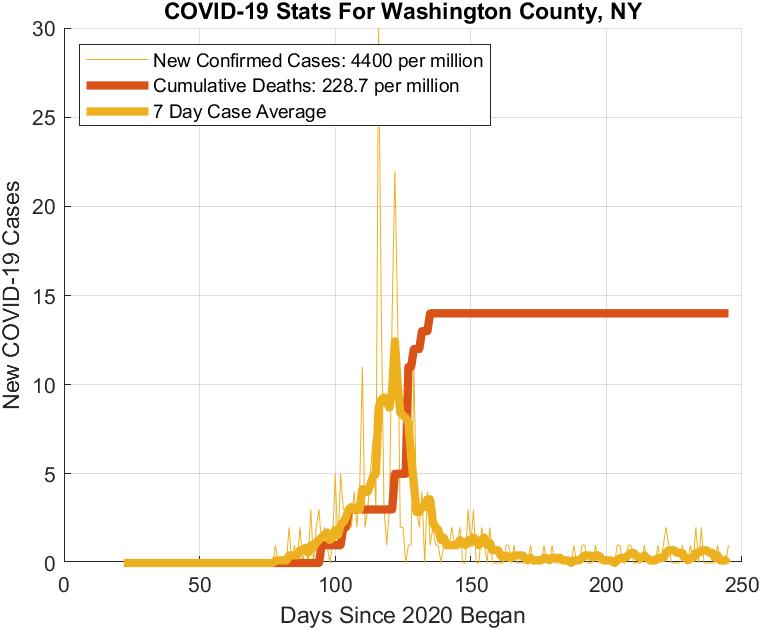 COVID-19 Stats For Washington County, NY
30
New Confirmed Cases: 4400 per million
Cumulative Deaths: 228.7 per million
7 Day Case Average
25
20
15
10
5
0
New COVID-19 Cases
0 50 100 150 200 250
Days Since 2020 Began